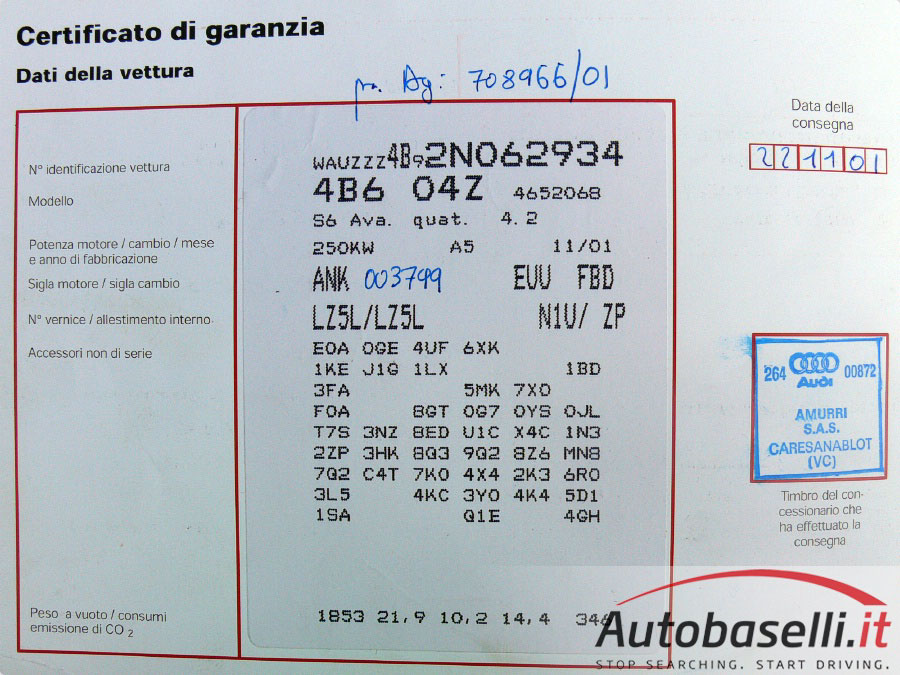 Certificato di garanzia
Dati della vettura
Ag: 708966/01
Data della
consegna
221101
N° identificazione vettura
WAUZZZ4B92N062934
Modello
4B6 04Z 4652068
S6 Ava. quat. 4.2
Potenza motore / cambio / mese
e anno di fabbricazione
250KW A5 11/01
Sigla motore / sigla cambio
ANK 003799 EUU FBD
N° vernice / allestimento interno
LZ5L/LZ5L N1U/ ZP
Accessori non di serie
E0A 0GE 4UF 6XK
1KE J1G 1LX 1BD
3FA 5MK 7X0
F0A 8GT 0G7 0YS 0JL
T7S 3NZ 8ED U1C X4C 1N3
2ZP 3HK 8Q3 9Q2 8Z6 MN8
7Q2 C4T 7K0 4X4 2K3 6R0
3L5 4KC 3Y0 4K4 5D1
1SA Q1E 4GH
264 00872
Audi
AMURRI
S.A.S.
CARESANABLOT
(VC)
Timbro del con-
cessionario che
ha effettuato la
consegna
Peso a vuoto / consumi
emissione di CO2
1853 21,9 10,2 14,4 346
Autobaselli.it
STOP SEARCHING. START DRIVING.